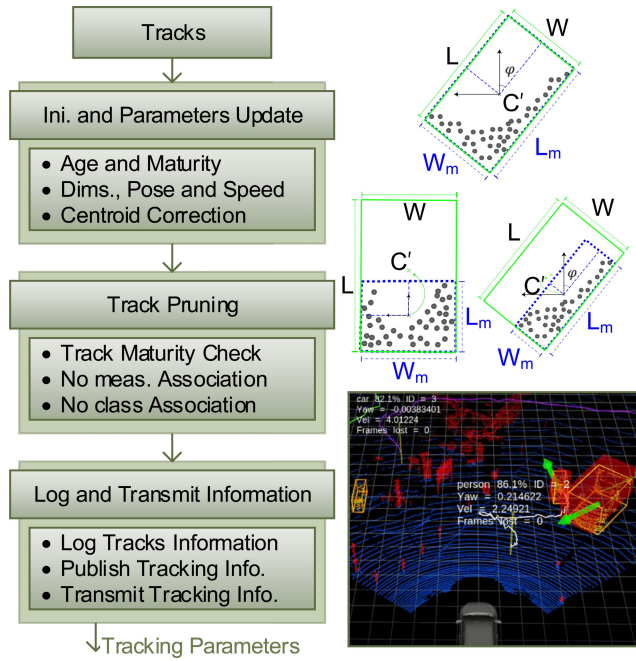 Tracks
Ini. and Parameters Update
• Age and Maturity
• Dims., Pose and Speed
• Centroid Correction
Track Pruning
• Track Maturity Check
• No meas. Association
• No class Association
Log and Transmit Information
• Log Tracks Information
• Publish Tracking Info.
• Transmit Tracking Info.
Tracking Parameters
W
L
φ
C'
Wm
Lm
W
C'
L
Lm
Wm
W
L
C'
φ
Lm
Wm
car 82.1% ID = 3
Yaw = -0.00383401
Vel = 4.01224
Frames lost = 0
person 86.1% ID = 2
Yaw = 0.214622
Vel = 2.24921
Frames lost = 0